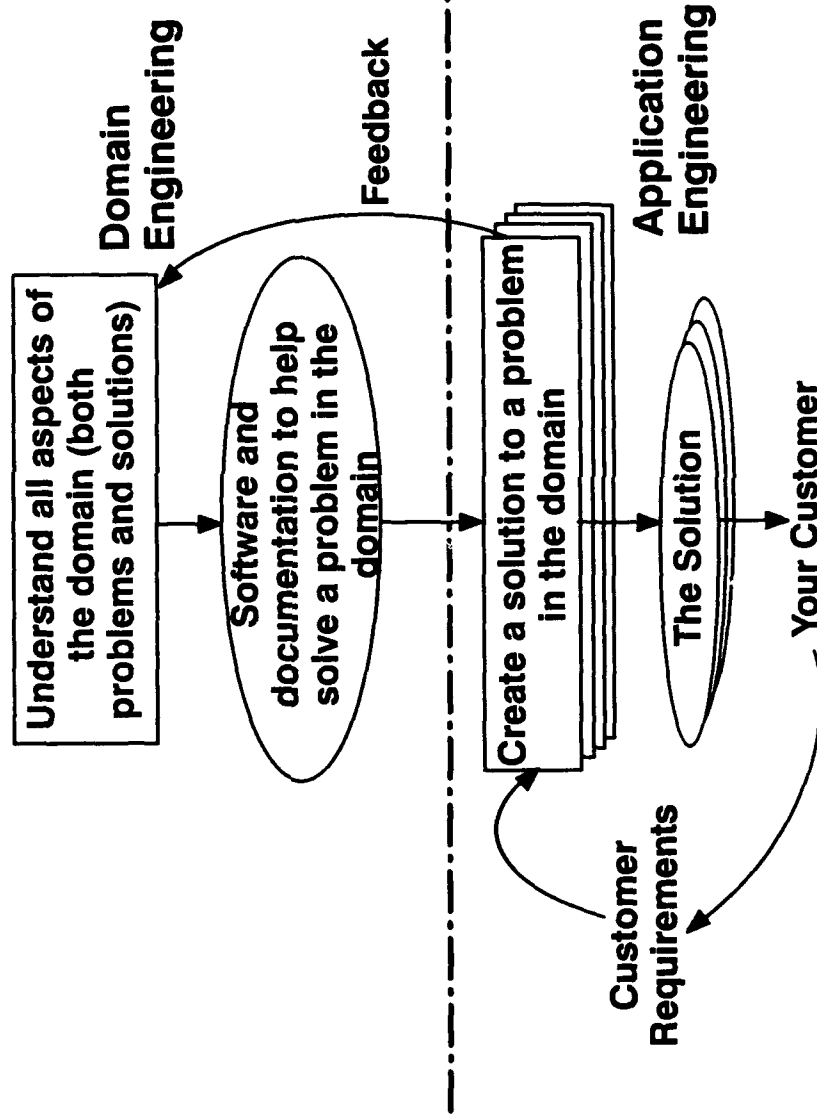 Domain
Engineering
Understand all aspects of
the domain (both
problems and solutions)
Feedback
Software and
documentation to help
solve a problem in the
domain
Application
Engineering
Create a solution to a problem
in the domain
The Solution
Customer
Requirements
Your Customer